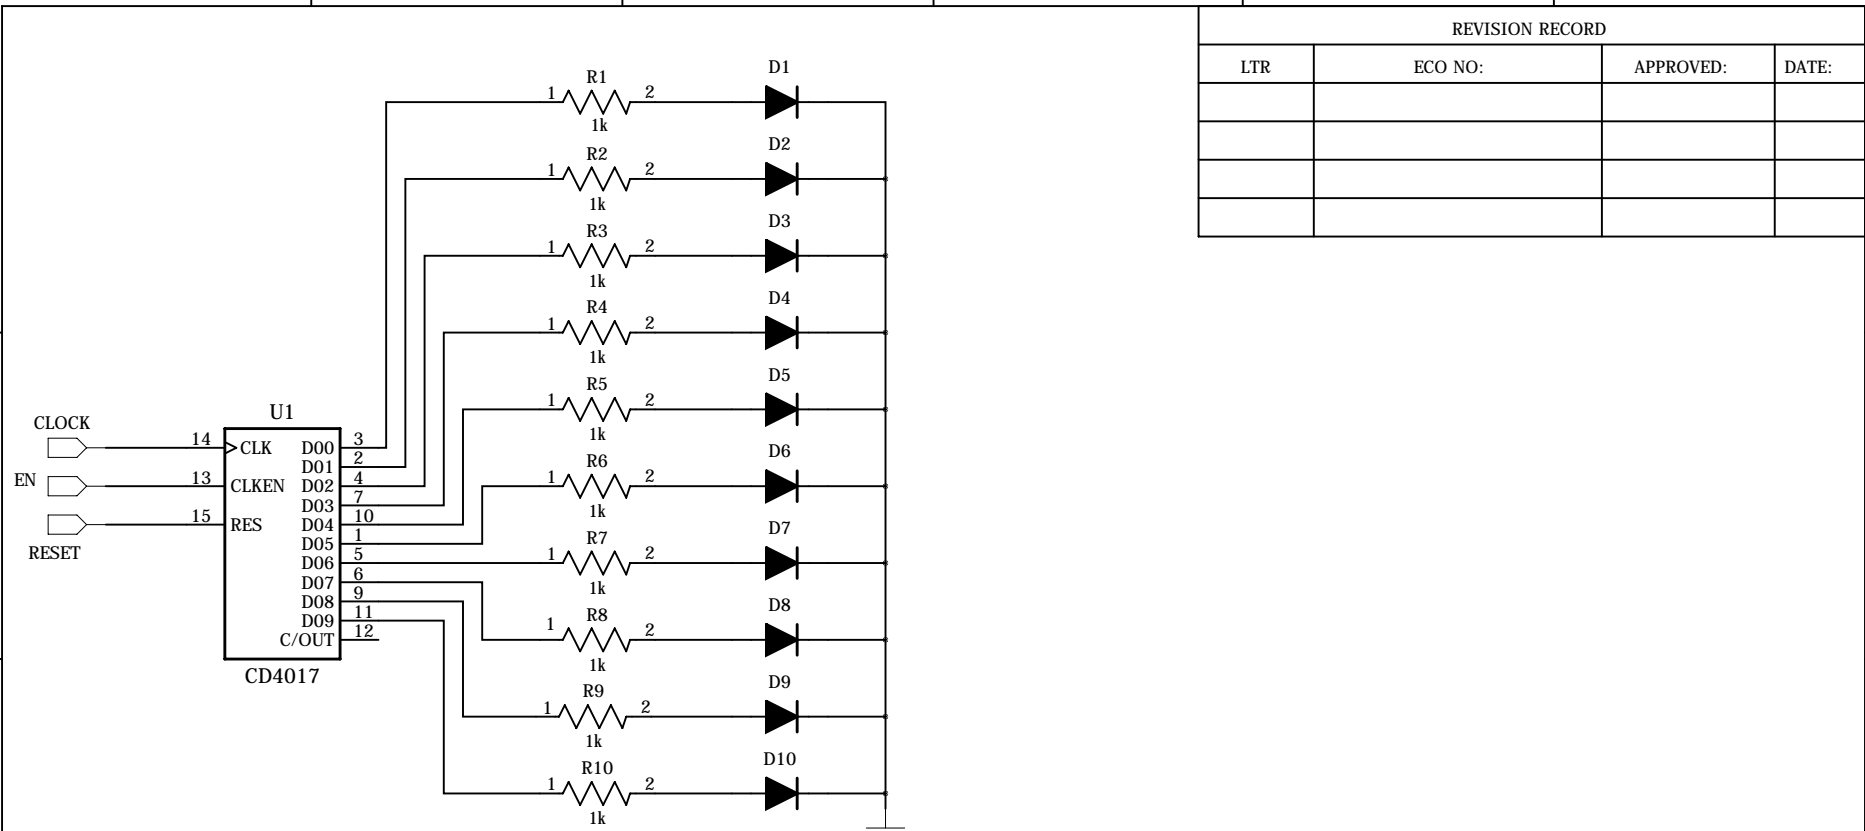 REVISION RECORD
LTR ECO NO: APPROVED: DATE:
D1
R1
1 2
1k
D2
R2
1 2
1k
D3
R3
1 2
1k
D4
R4
1 2
1k
D5
R5
1 2
1k
D6
R6
1 2
1k
D7
R7
1 2
1k
D8
R8
1 2
1k
D9
R9
1 2
1k
D10
R10
1 2
1k
U1
CLOCK
14 CLK D00 3
D01 2
EN 13 CLKEN D02 4
D03 7
15 RES D04 10
RESET
D05 1
D06 5
D07 6
D08 9
D09 11
C/OUT 12
CD4017